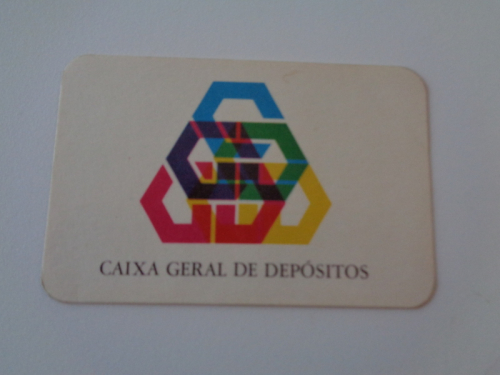 CAIXA GERAL DE DEPÓSITOS